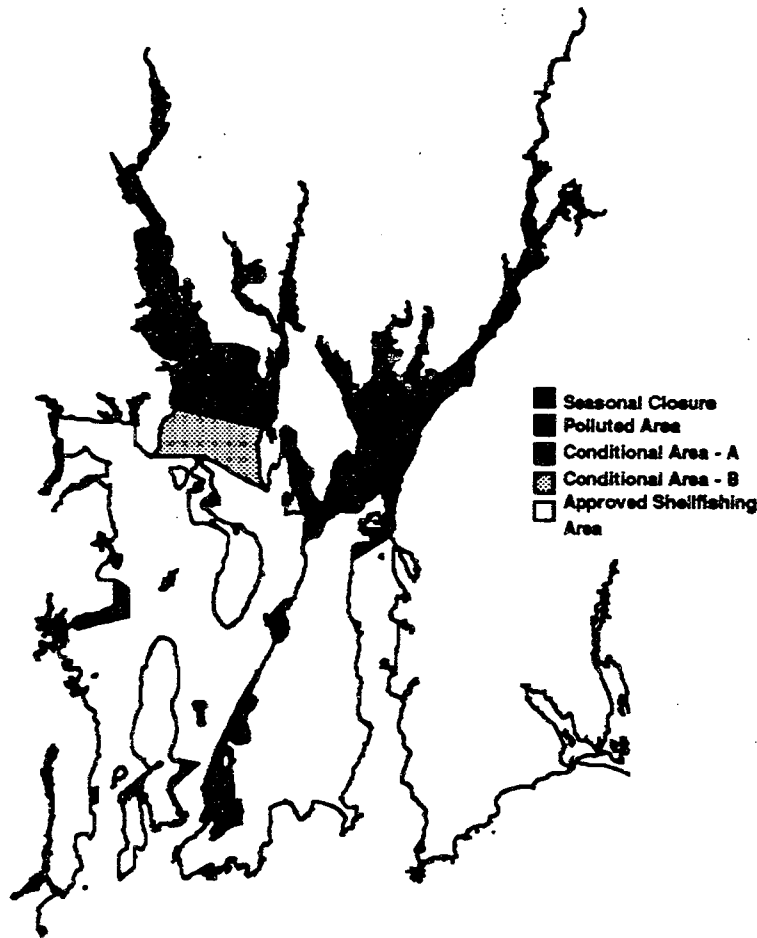 Seasonal Closure
Polluted Area
Conditional Area - A
Conditional Area - B
Approved Shellfishing
Area